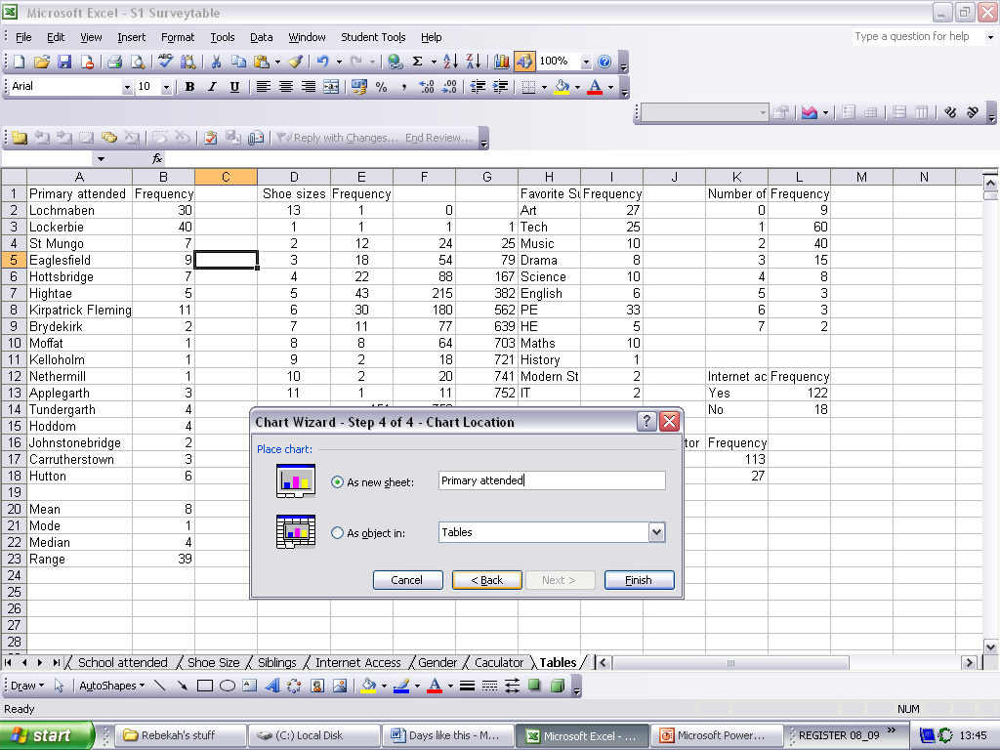 Microsoft Excel - S1 Surveytable
File Edit View Insert Format Tools Data Window Student Tools Help Type a question for help
100%
Arial 10 B I U % ,
Reply with Changes... End Review...
fx
A B C D E F G H I J K L M N
1 Primary attended Frequency Shoe sizes Frequency Favorite Su Frequency Number of Frequency
2 Lochmaben 30 13 1 0 Art 27 0 9
3 Lockerbie 40 1 1 1 1 Tech 25 1 60
4 St Mungo 7 2 12 24 25 Music 10 2 40
5 Eaglesfield 9 3 18 54 79 Drama 8 3 15
6 Hottsbridge 7 4 22 88 167 Science 10 4 8
7 Hightae 5 5 43 215 382 English 6 5 3
8 Kirpatrick Fleming 11 6 30 180 562 PE 33 6 3
9 Brydekirk 2 7 11 77 639 HE 5 7 2
10 Moffat 1 8 8 64 703 Maths 10
11 Kelloholm 1 9 2 18 721 History 1
12 Nethermill 1 10 2 20 741 Modern St 2 Internet ac Frequency
13 Applegarth 3 11 1 11 752 IT 2 Yes 122
14 Tundergarth 4 No 18
15 Hoddom 4
16 Johnstonebridge 2 tor Frequency
17 Carrutherstown 3 113
18 Hutton 6 27
19
20 Mean 8
21 Mode 1
22 Median 4
23 Range 39
24
25
26
27
28
Chart Wizard - Step 4 of 4 - Chart Location
Place chart:
As new sheet: Primary attended
As object in: Tables
Cancel < Back Next > Finish
School attended Shoe Size Siblings Internet Access Gender Caculator Tables
Draw AutoShapes A
Ready NUM
start Rebekah's stuff (C:) Local Disk Days like this - M... Microsoft Excel - ... Microsoft Power... REGISTER 08_09 » 13:45